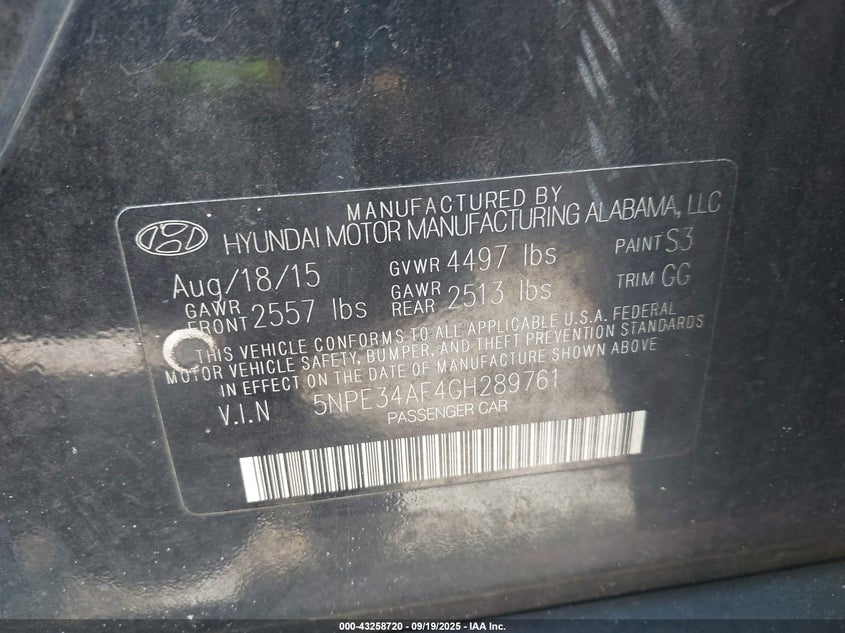 MANUFACTURED BY
HYUNDAI MOTOR MANUFACTURING ALABAMA, LLC
Aug/18/15 GVWR 4497 lbs PAINT S3
GAWR FRONT 2557 lbs GAWR REAR 2513 lbs TRIM GG
THIS VEHICLE CONFORMS TO ALL APPLICABLE U.S.A. FEDERAL
MOTOR VEHICLE SAFETY, BUMPER, AND THEFT PREVENTION STANDARDS
IN EFFECT ON THE DATE OF MANUFACTURE SHOWN ABOVE
V.I.N 5NPE34AF4GH289761
PASSENGER CAR
000-43258720 - 09/19/2025 - IAA Inc.